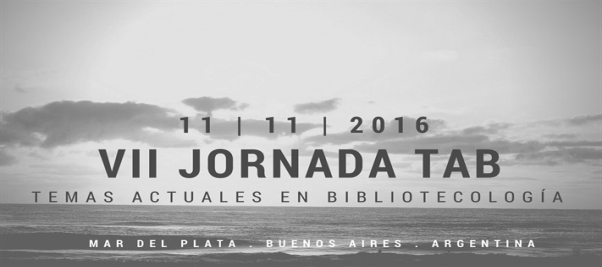 11 | 11 | 2016
VII JORNADA TAB
TEMAS ACTUALES EN BIBLIOTECOLOGÍA
MAR DEL PLATA . BUENOS AIRES . ARGENTINA